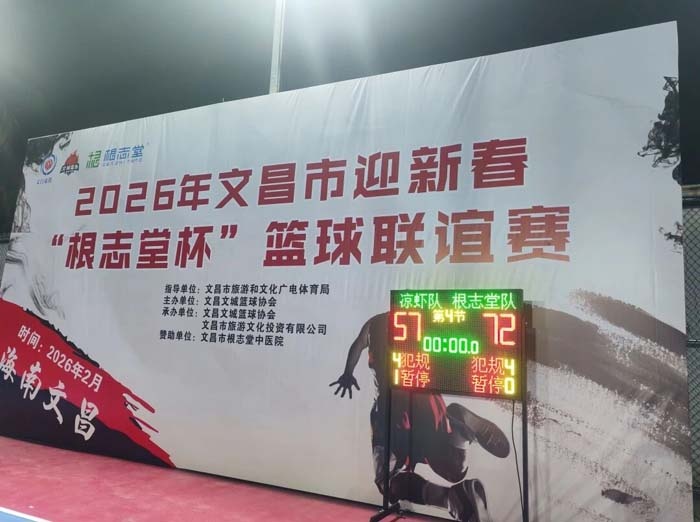 根志堂
2026年文昌市迎新春
“根志堂杯”篮球联谊赛
指导单位：文昌市旅游和文化广电体育局
主办单位：文昌文城篮球协会
承办单位：文昌文城篮球协会
文昌市旅游文化投资有限公司
赞助单位：文昌市根志堂中医院
时间：2026年2月
海南文昌
凉虾队 根志堂队
57 第4节 72
00:00.0
4 犯规 犯规 4
1 暂停 暂停 0